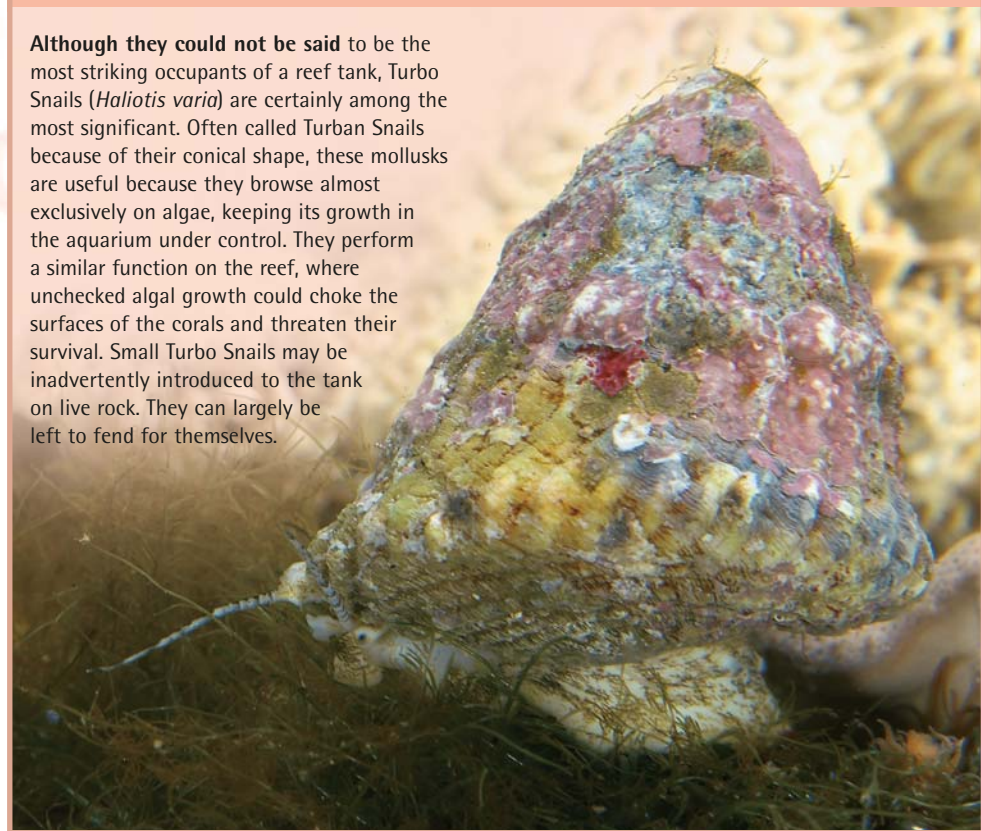 Although they could not be said to be the
most striking occupants of a reef tank, Turbo
Snails (Haliotis varia) are certainly among the
most significant. Often called Turban Snails
because of their conical shape, these mollusks
are useful because they browse almost
exclusively on algae, keeping its growth in
the aquarium under control. They perform
a similar function on the reef, where
unchecked algal growth could choke the
surfaces of the corals and threaten their
survival. Small Turbo Snails may be
inadvertently introduced to the tank
on live rock. They can largely be
left to fend for themselves.